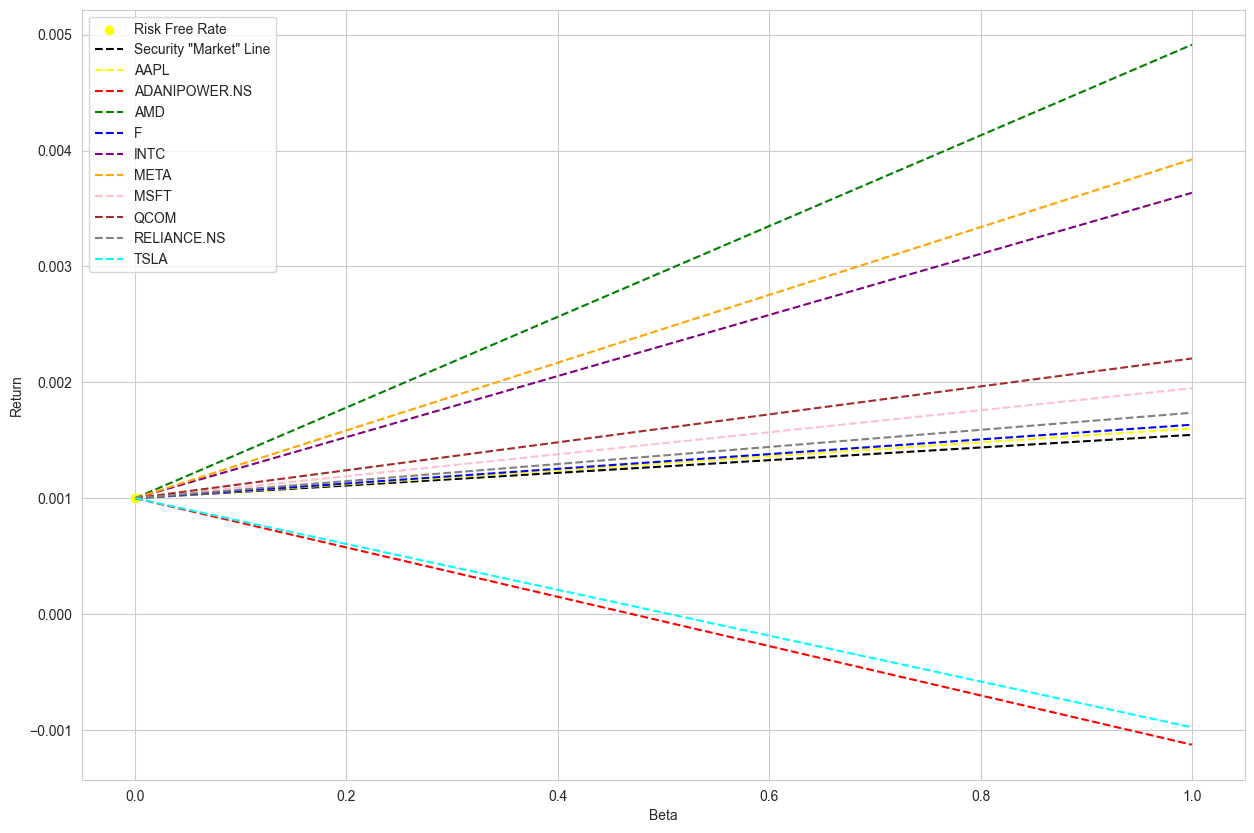 Risk Free Rate
Security "Market" Line
AAPL
ADANIPOWER.NS
AMD
F
INTC
META
MSFT
QCOM
RELIANCE.NS
TSLA
0.005
0.004
0.003
0.002
0.001
0.000
−0.001
Return
0.0 0.2 0.4 0.6 0.8 1.0
Beta